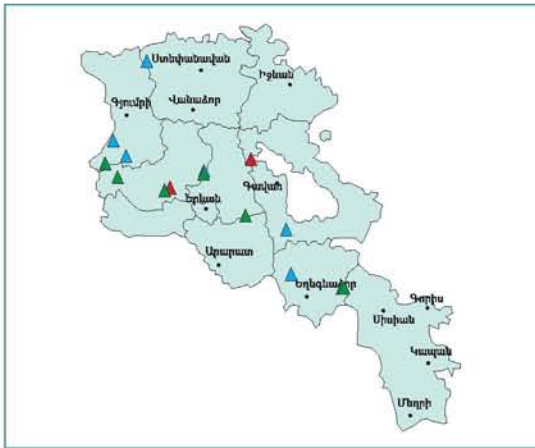 Ստեփանավան
Իջևան
Գյումրի
Վանաձոր
Գավառ
Երևան
Արարատ
Եղեգնաձոր
Գորիս
Սիսիան
Կապան
Մեղրի